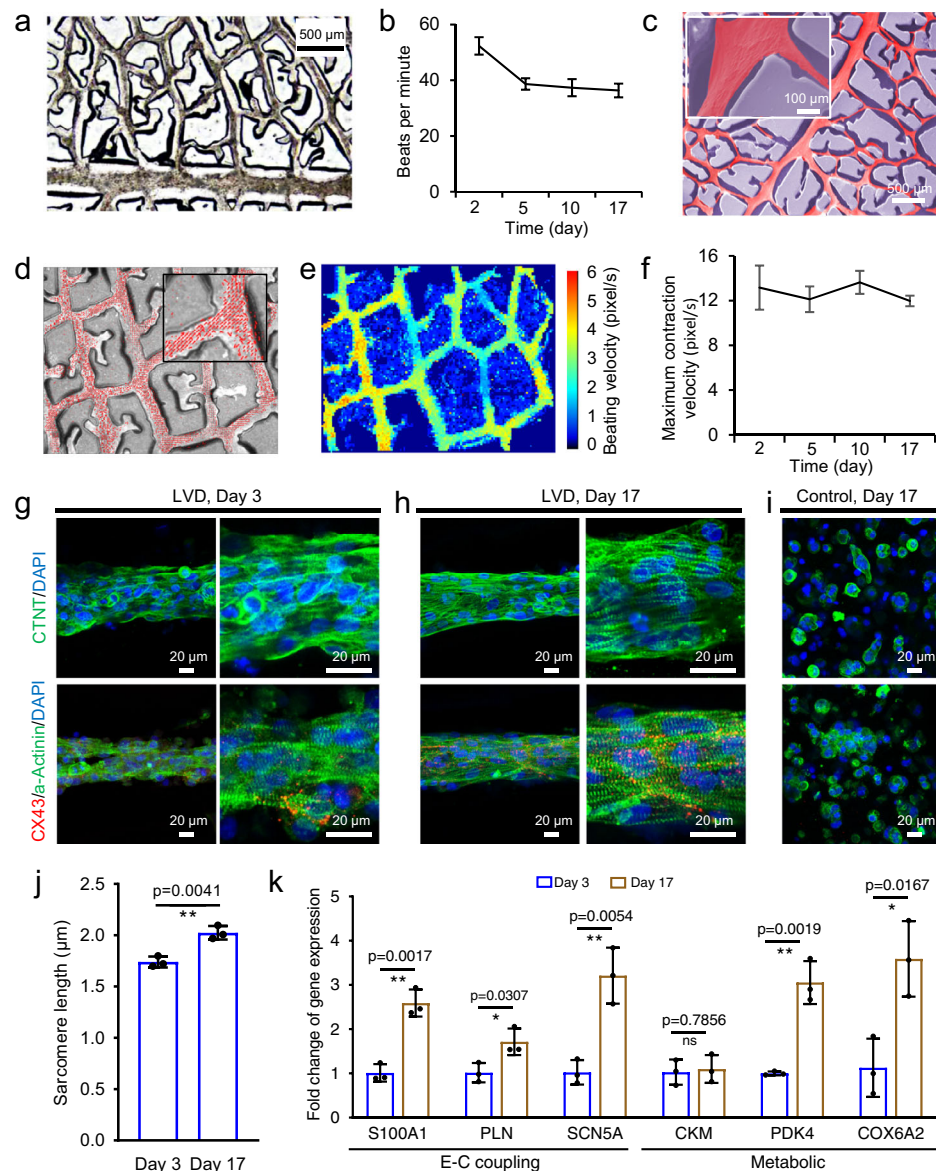 a
500 µm
b
Beats per minute
60
40
20
0
2 5 10 17
Time (day)
c
100 µm
500 µm
d
e
6
5
4
3
2
1
0
Beating velocity (pixel/s)
f
Maximum contraction
velocity (pixel/s)
16
12
8
4
0
2 5 10 17
Time (day)
g
LVD, Day 3
h
LVD, Day 17
i
Control, Day 17
CTNT/DAPI
20 µm
20 µm
20 µm
20 µm
20 µm
CX43/a-Actinin/DAPI
20 µm
20 µm
20 µm
20 µm
20 µm
j
Sarcomere length (µm)
2.5
2.0
1.5
1.0
0.5
0.0
p=0.0041
**
Day 3 Day 17
k
Day 3 Day 17
Fold change of gene expression
5
4
3
2
1
0
p=0.0017
**
p=0.0307
*
p=0.0054
**
p=0.7856
ns
p=0.0019
**
p=0.0167
*
S100A1 PLN SCN5A CKM PDK4 COX6A2
E-C coupling Metabolic